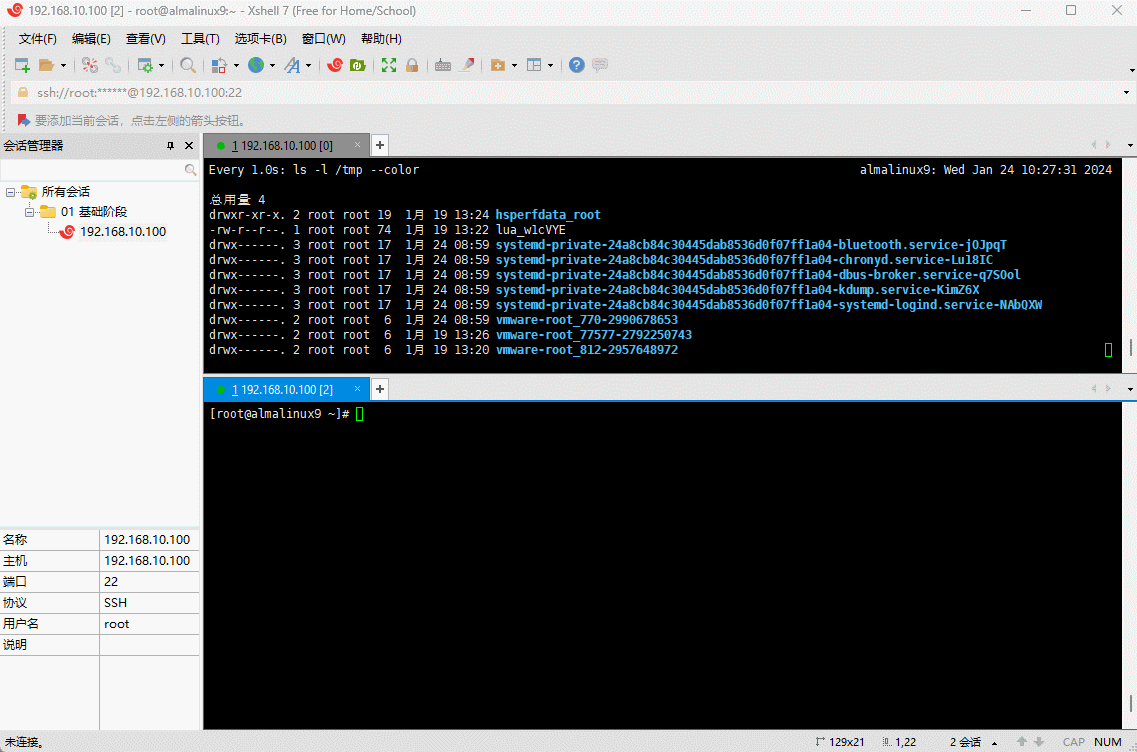 192.168.10.100 [2] - root@almalinux9:~ - Xshell 7 (Free for Home/School)
文件(F) 编辑(E) 查看(V) 工具(T) 选项卡(B) 窗口(W) 帮助(H)
ssh://root:******@192.168.10.100:22
要添加当前会话，点击左侧的箭头按钮。
会话管理器
所有会话
01 基础阶段
192.168.10.100
1 192.168.10.100 [0]
Every 1.0s: ls -l /tmp --color almalinux9: Wed Jan 24 10:27:31 2024
总用量 4
drwxr-xr-x. 2 root root 19 1月 19 13:24 hsperfdata_root
-rw-r--r--. 1 root root 74 1月 19 13:22 lua_w1cVYE
drwx------. 3 root root 17 1月 24 08:59 systemd-private-24a8cb84c30445dab8536d0f07ff1a04-bluetooth.service-jOJpqT
drwx------. 3 root root 17 1月 24 08:59 systemd-private-24a8cb84c30445dab8536d0f07ff1a04-chronyd.service-Lu18IC
drwx------. 3 root root 17 1月 24 08:59 systemd-private-24a8cb84c30445dab8536d0f07ff1a04-dbus-broker.service-q7SOol
drwx------. 3 root root 17 1月 24 08:59 systemd-private-24a8cb84c30445dab8536d0f07ff1a04-kdump.service-KimZ6X
drwx------. 3 root root 17 1月 24 08:59 systemd-private-24a8cb84c30445dab8536d0f07ff1a04-systemd-logind.service-NAbQXW
drwx------. 2 root root 6 1月 24 08:59 vmware-root_770-2990678653
drwx------. 2 root root 6 1月 19 13:26 vmware-root_77577-2792250743
drwx------. 2 root root 6 1月 19 13:20 vmware-root_812-2957648972
1 192.168.10.100 [2]
[root@almalinux9 ~]#
名称 192.168.10.100
主机 192.168.10.100
端口 22
协议 SSH
用户名 root
说明
未连接。 129x21 1,22 2 会话 CAP NUM